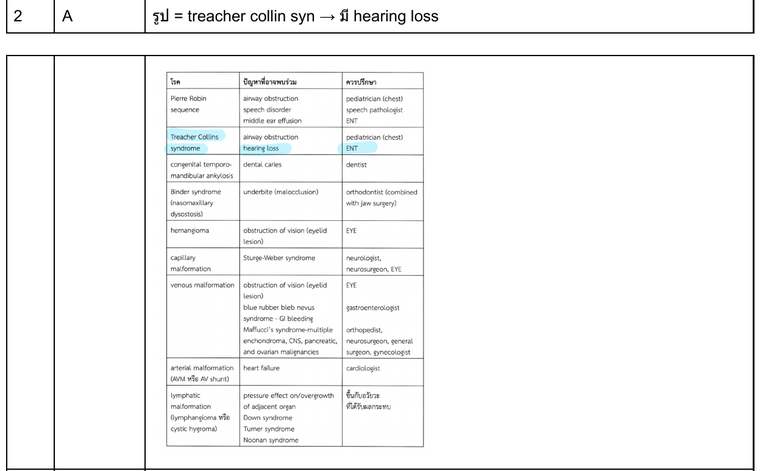 2 A รูป = treacher collin syn → มี hearing loss
โรค ปัญหาที่อาจพบร่วม ควรปรึกษา
Pierre Robin airway obstruction pediatrician (chest)
sequence speech disorder speech pathologist
middle ear effusion ENT
Treacher Collins airway obstruction pediatrician (chest)
syndrome hearing loss ENT
congenital temporo- dental caries dentist
mandibular ankylosis
Binder syndrome underbite (malocclusion) orthodontist (combined
(nasomaxillary with jaw surgery)
dysostosis)
hemangioma obstruction of vision (eyelid EYE
lesion)
capillary Sturge-Weber syndrome neurologist,
malformation neurosurgeon, EYE
venous malformation obstruction of vision (eyelid EYE
lesion)
blue rubber bleb nevus gastroenterologist
syndrome - GI bleeding
Maffucci's syndrome-multiple orthopedist,
enchondroma, CNS, pancreatic, neurosurgeon, general
and ovarian malignancies surgeon, gynecologist
arterial malformation heart failure cardiologist
(AVM หรือ AV shunt)
lymphatic pressure effect on/overgrowth ขึ้นกับอวัยวะ
malformation of adjacent organ ที่ได้รับผลกระทบ
(lymphangioma หรือ Down syndrome
cystic hygroma) Turner syndrome
Noonan syndrome